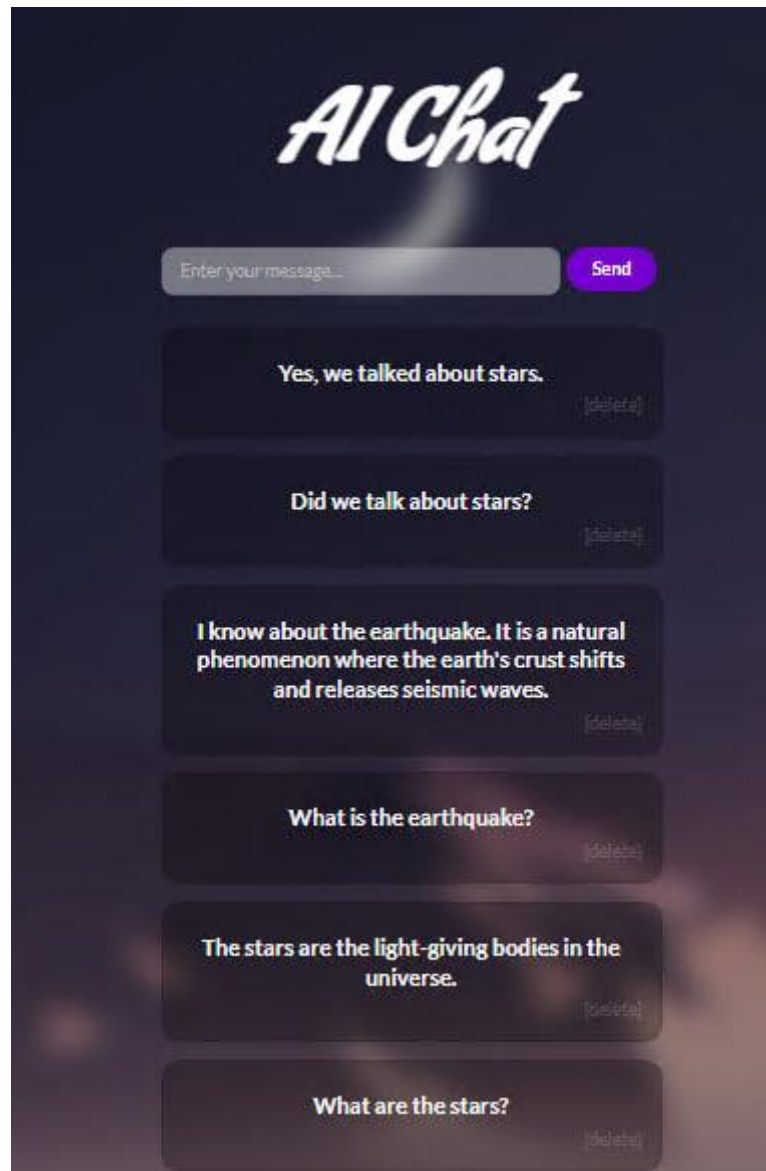 AI Chat
Enter your message...
Send
Yes, we talked about stars.
[delete]
Did we talk about stars?
[delete]
I know about the earthquake. It is a natural
phenomenon where the earth's crust shifts
and releases seismic waves.
[delete]
What is the earthquake?
[delete]
The stars are the light-giving bodies in the
universe.
[delete]
What are the stars?
[delete]